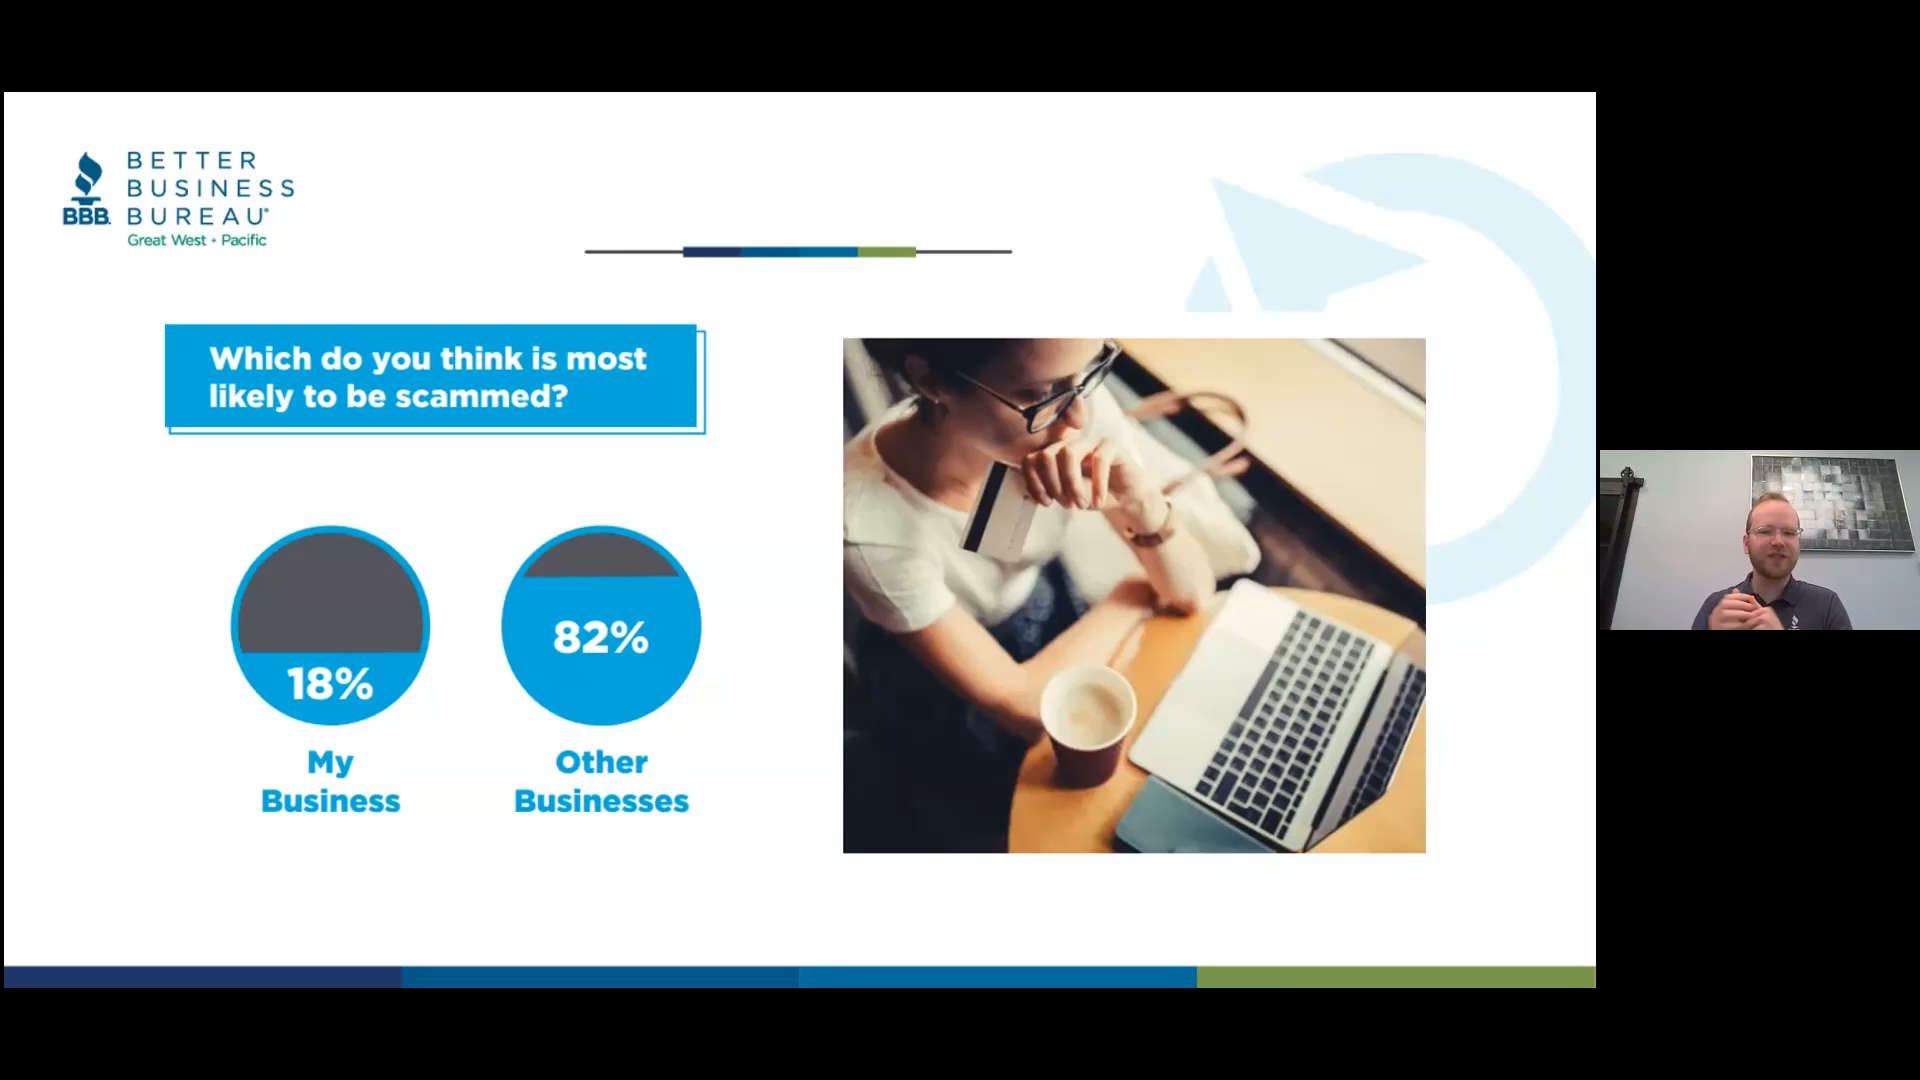 BETTER
BUSINESS
BBB. BUREAU®
Great West + Pacific
Which do you think is most
likely to be scammed?
18%
82%
My
Business
Other
Businesses